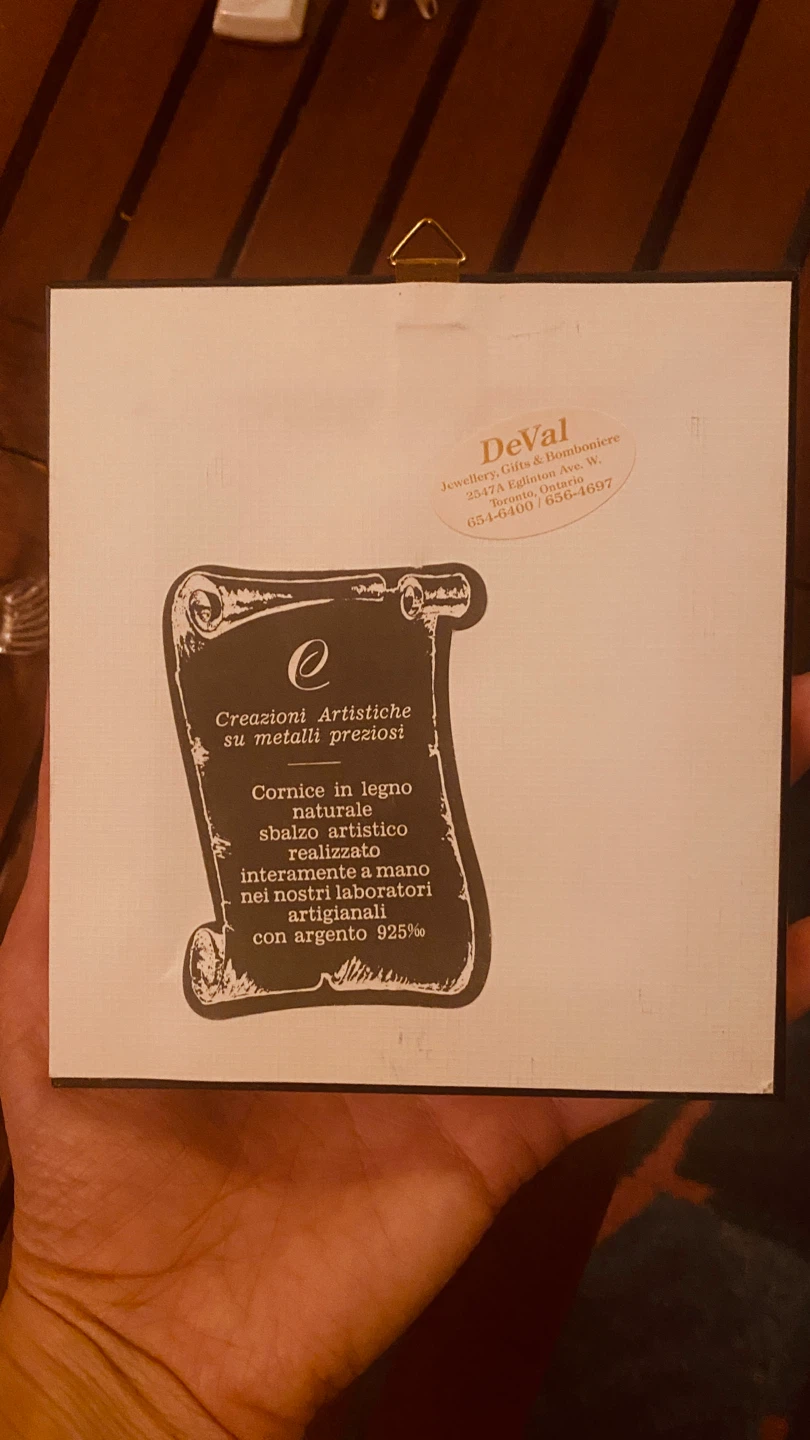 DeVal
Jewellery, Gifts & Bomboniere
2547A Eglinton Ave. W.
Toronto, Ontario
654-6400 / 656-4697
C
Creazioni Artistiche
su metalli preziosi
Cornice in legno
naturale
sbalzo artistico
realizzato
interamente a mano
nei nostri laboratori
artigianali
con argento 925‰